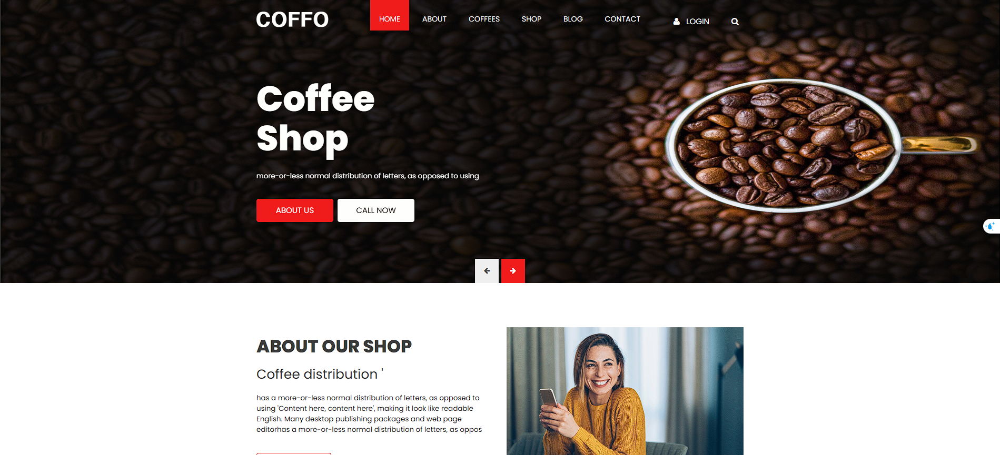 COFFO
HOME ABOUT COFFEES SHOP BLOG CONTACT LOGIN
Coffee
Shop
more-or-less normal distribution of letters, as opposed to using
ABOUT US CALL NOW
ABOUT OUR SHOP
Coffee distribution '
has a more-or-less normal distribution of letters, as opposed to
using 'Content here, content here', making it look like readable
English. Many desktop publishing packages and web page
editorhas a more-or-less normal distribution of letters, as oppos